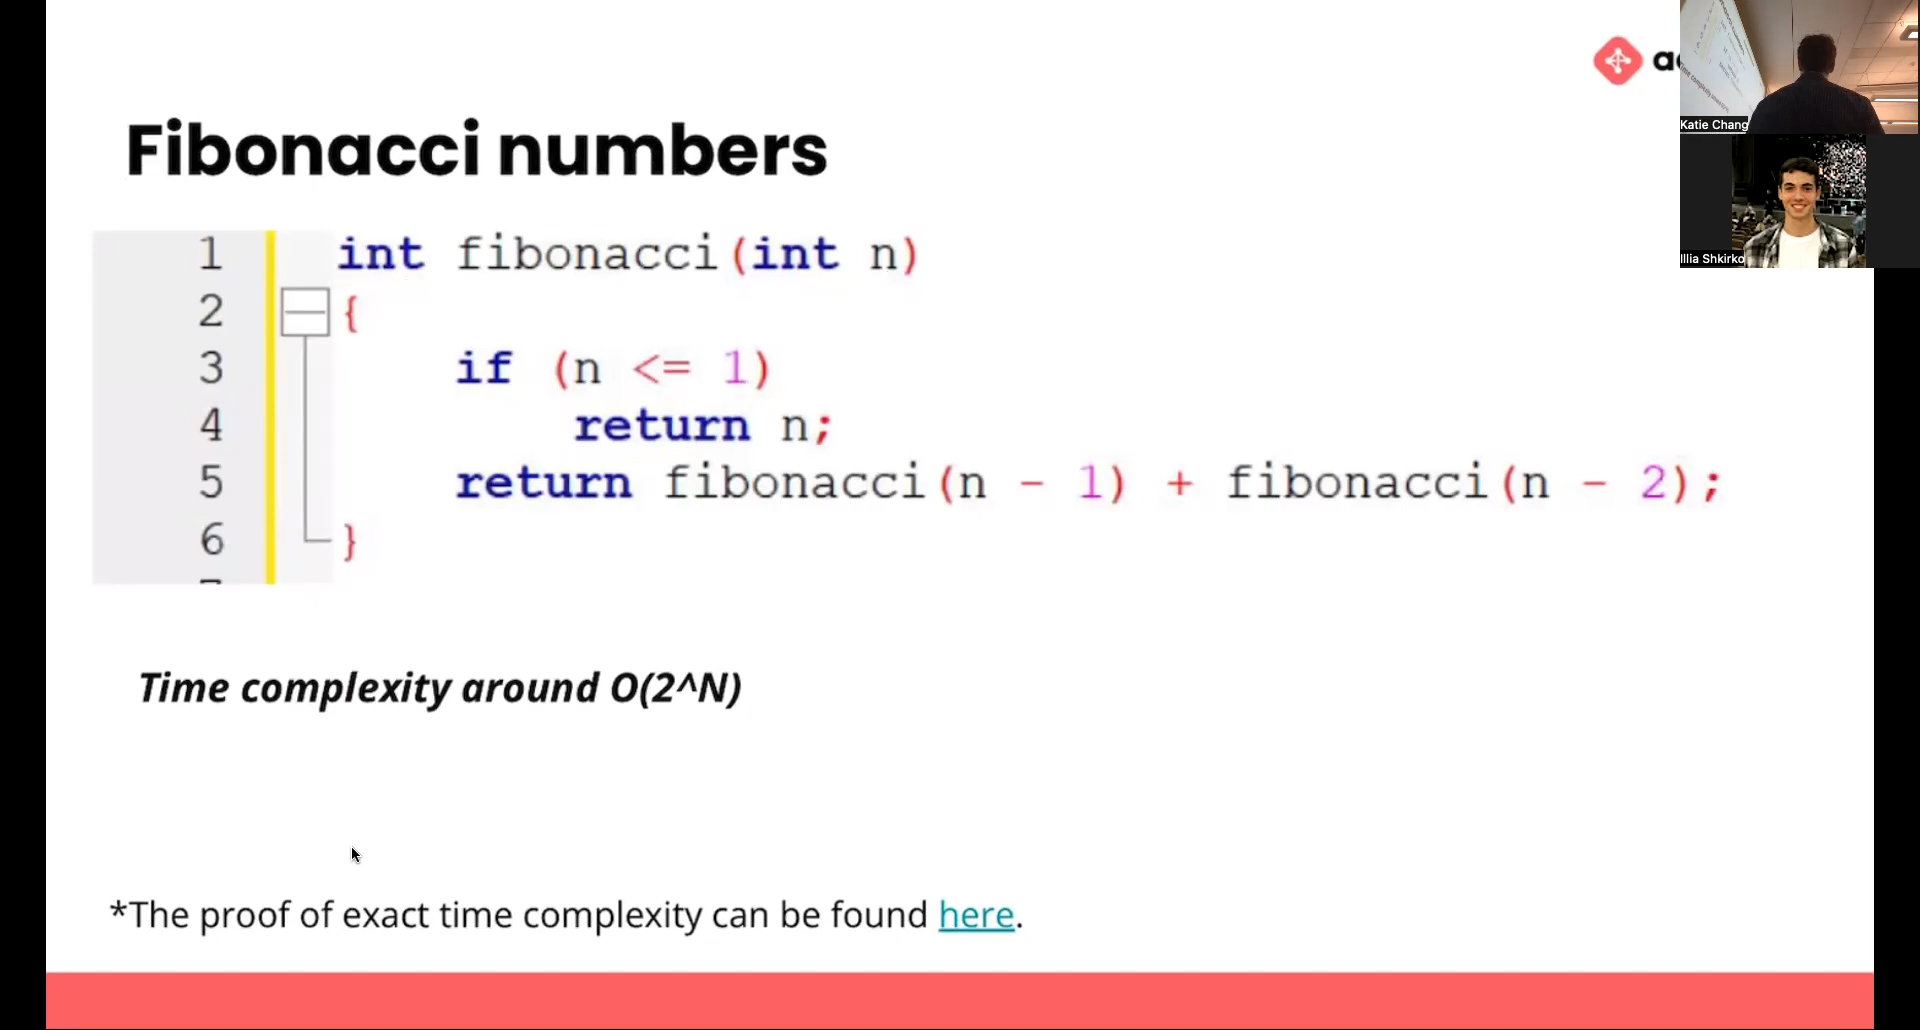 ac
Katie Chang
Illia Shkirko
Fibonacci numbers
1 int fibonacci(int n)
2 {
3 if (n <= 1)
4 return n;
5 return fibonacci(n - 1) + fibonacci(n - 2);
6 }
Time complexity around O(2^N)
*The proof of exact time complexity can be found here.